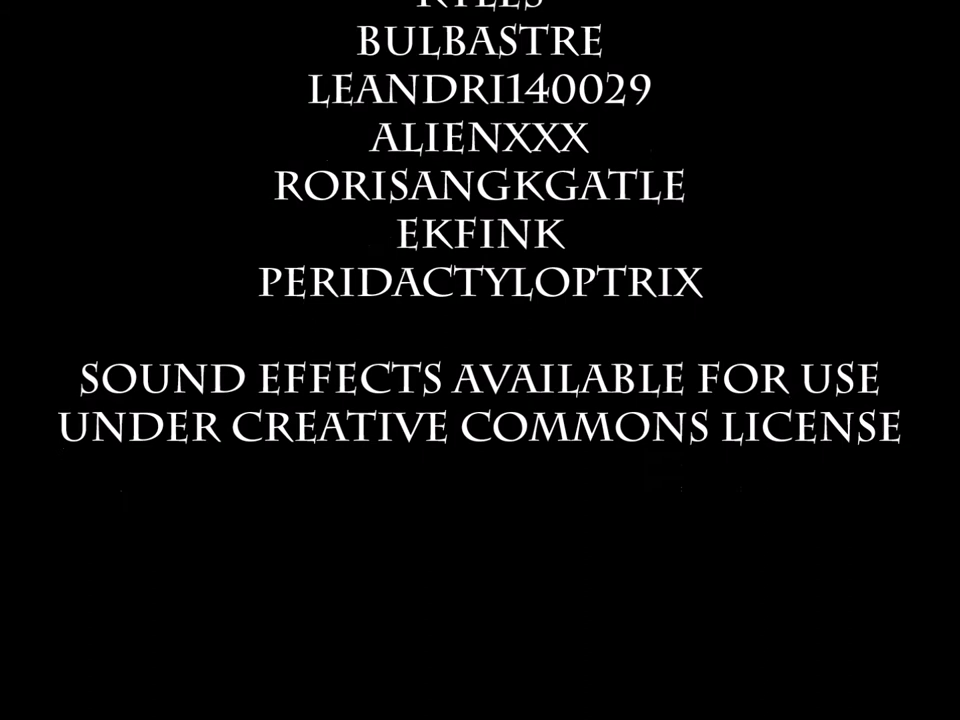 BULBASTRE
LEANDRI140029
ALIENXXX
RORISANGKGATLE
EKFINK
PERIDACTYLOPTRIX
SOUND EFFECTS AVAILABLE FOR USE
UNDER CREATIVE COMMONS LICENSE